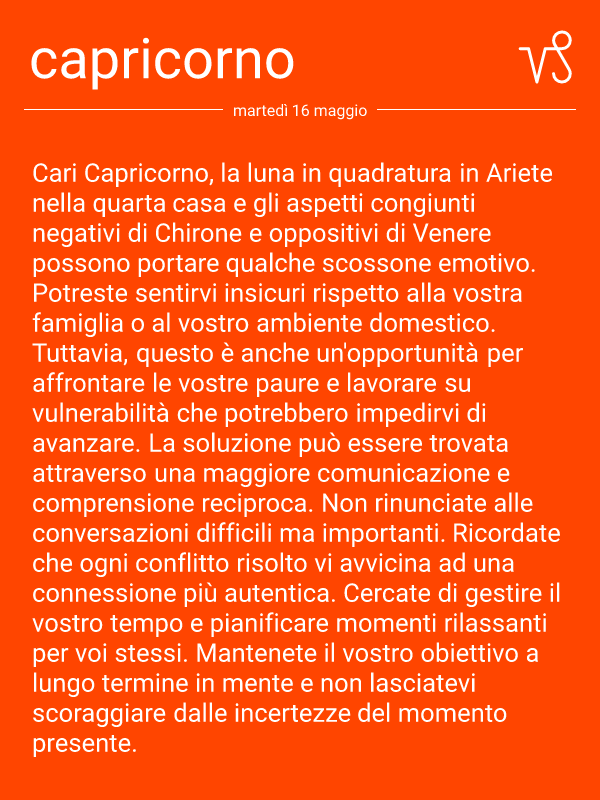 capricorno
martedì 16 maggio
Cari Capricorno, la luna in quadratura in Ariete
nella quarta casa e gli aspetti congiunti
negativi di Chirone e oppositivi di Venere
possono portare qualche scossone emotivo.
Potreste sentirvi insicuri rispetto alla vostra
famiglia o al vostro ambiente domestico.
Tuttavia, questo è anche un'opportunità per
affrontare le vostre paure e lavorare su
vulnerabilità che potrebbero impedirvi di
avanzare. La soluzione può essere trovata
attraverso una maggiore comunicazione e
comprensione reciproca. Non rinunciate alle
conversazioni difficili ma importanti. Ricordate
che ogni conflitto risolto vi avvicina ad una
connessione più autentica. Cercate di gestire il
vostro tempo e pianificare momenti rilassanti
per voi stessi. Mantenete il vostro obiettivo a
lungo termine in mente e non lasciatevi
scoraggiare dalle incertezze del momento
presente.